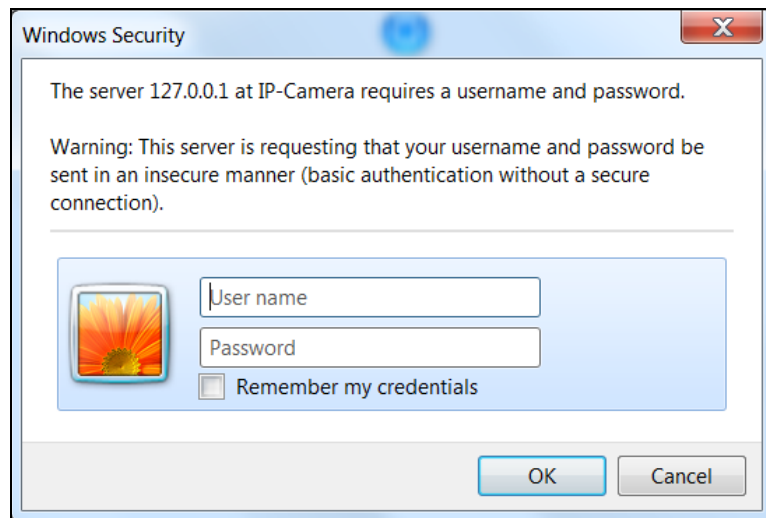 Windows Security
The server 127.0.0.1 at IP-Camera requires a username and password.
Warning: This server is requesting that your username and password be
sent in an insecure manner (basic authentication without a secure
connection).
User name
Password
Remember my credentials
OK
Cancel